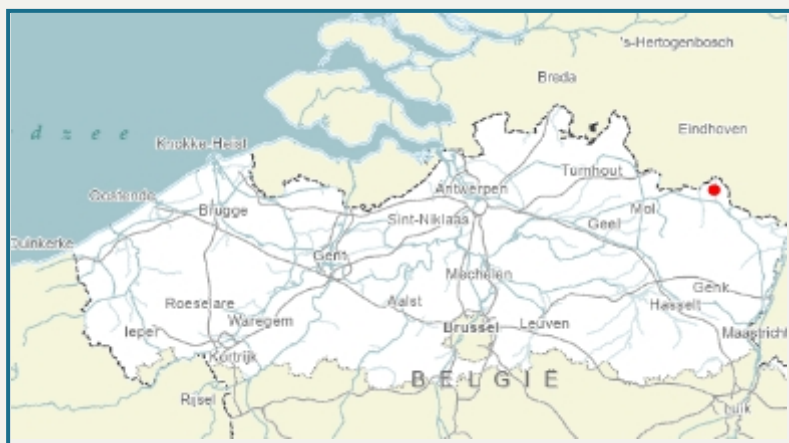 's-Hertogenbosch
Breda
dzee
Eindhoven
Knokke-Heist
Turnhout
Antwerpen
Oostende
Brugge
Sint-Niklaas
Geel
Mol
Duinkerke
Gent
Mechelen
Genk
Roeselare
Aalst
Hasselt
Ieper
Waregem
Brussel
Leuven
Maastricht
Kortrijk
BELGIË
Rijsel
Luik